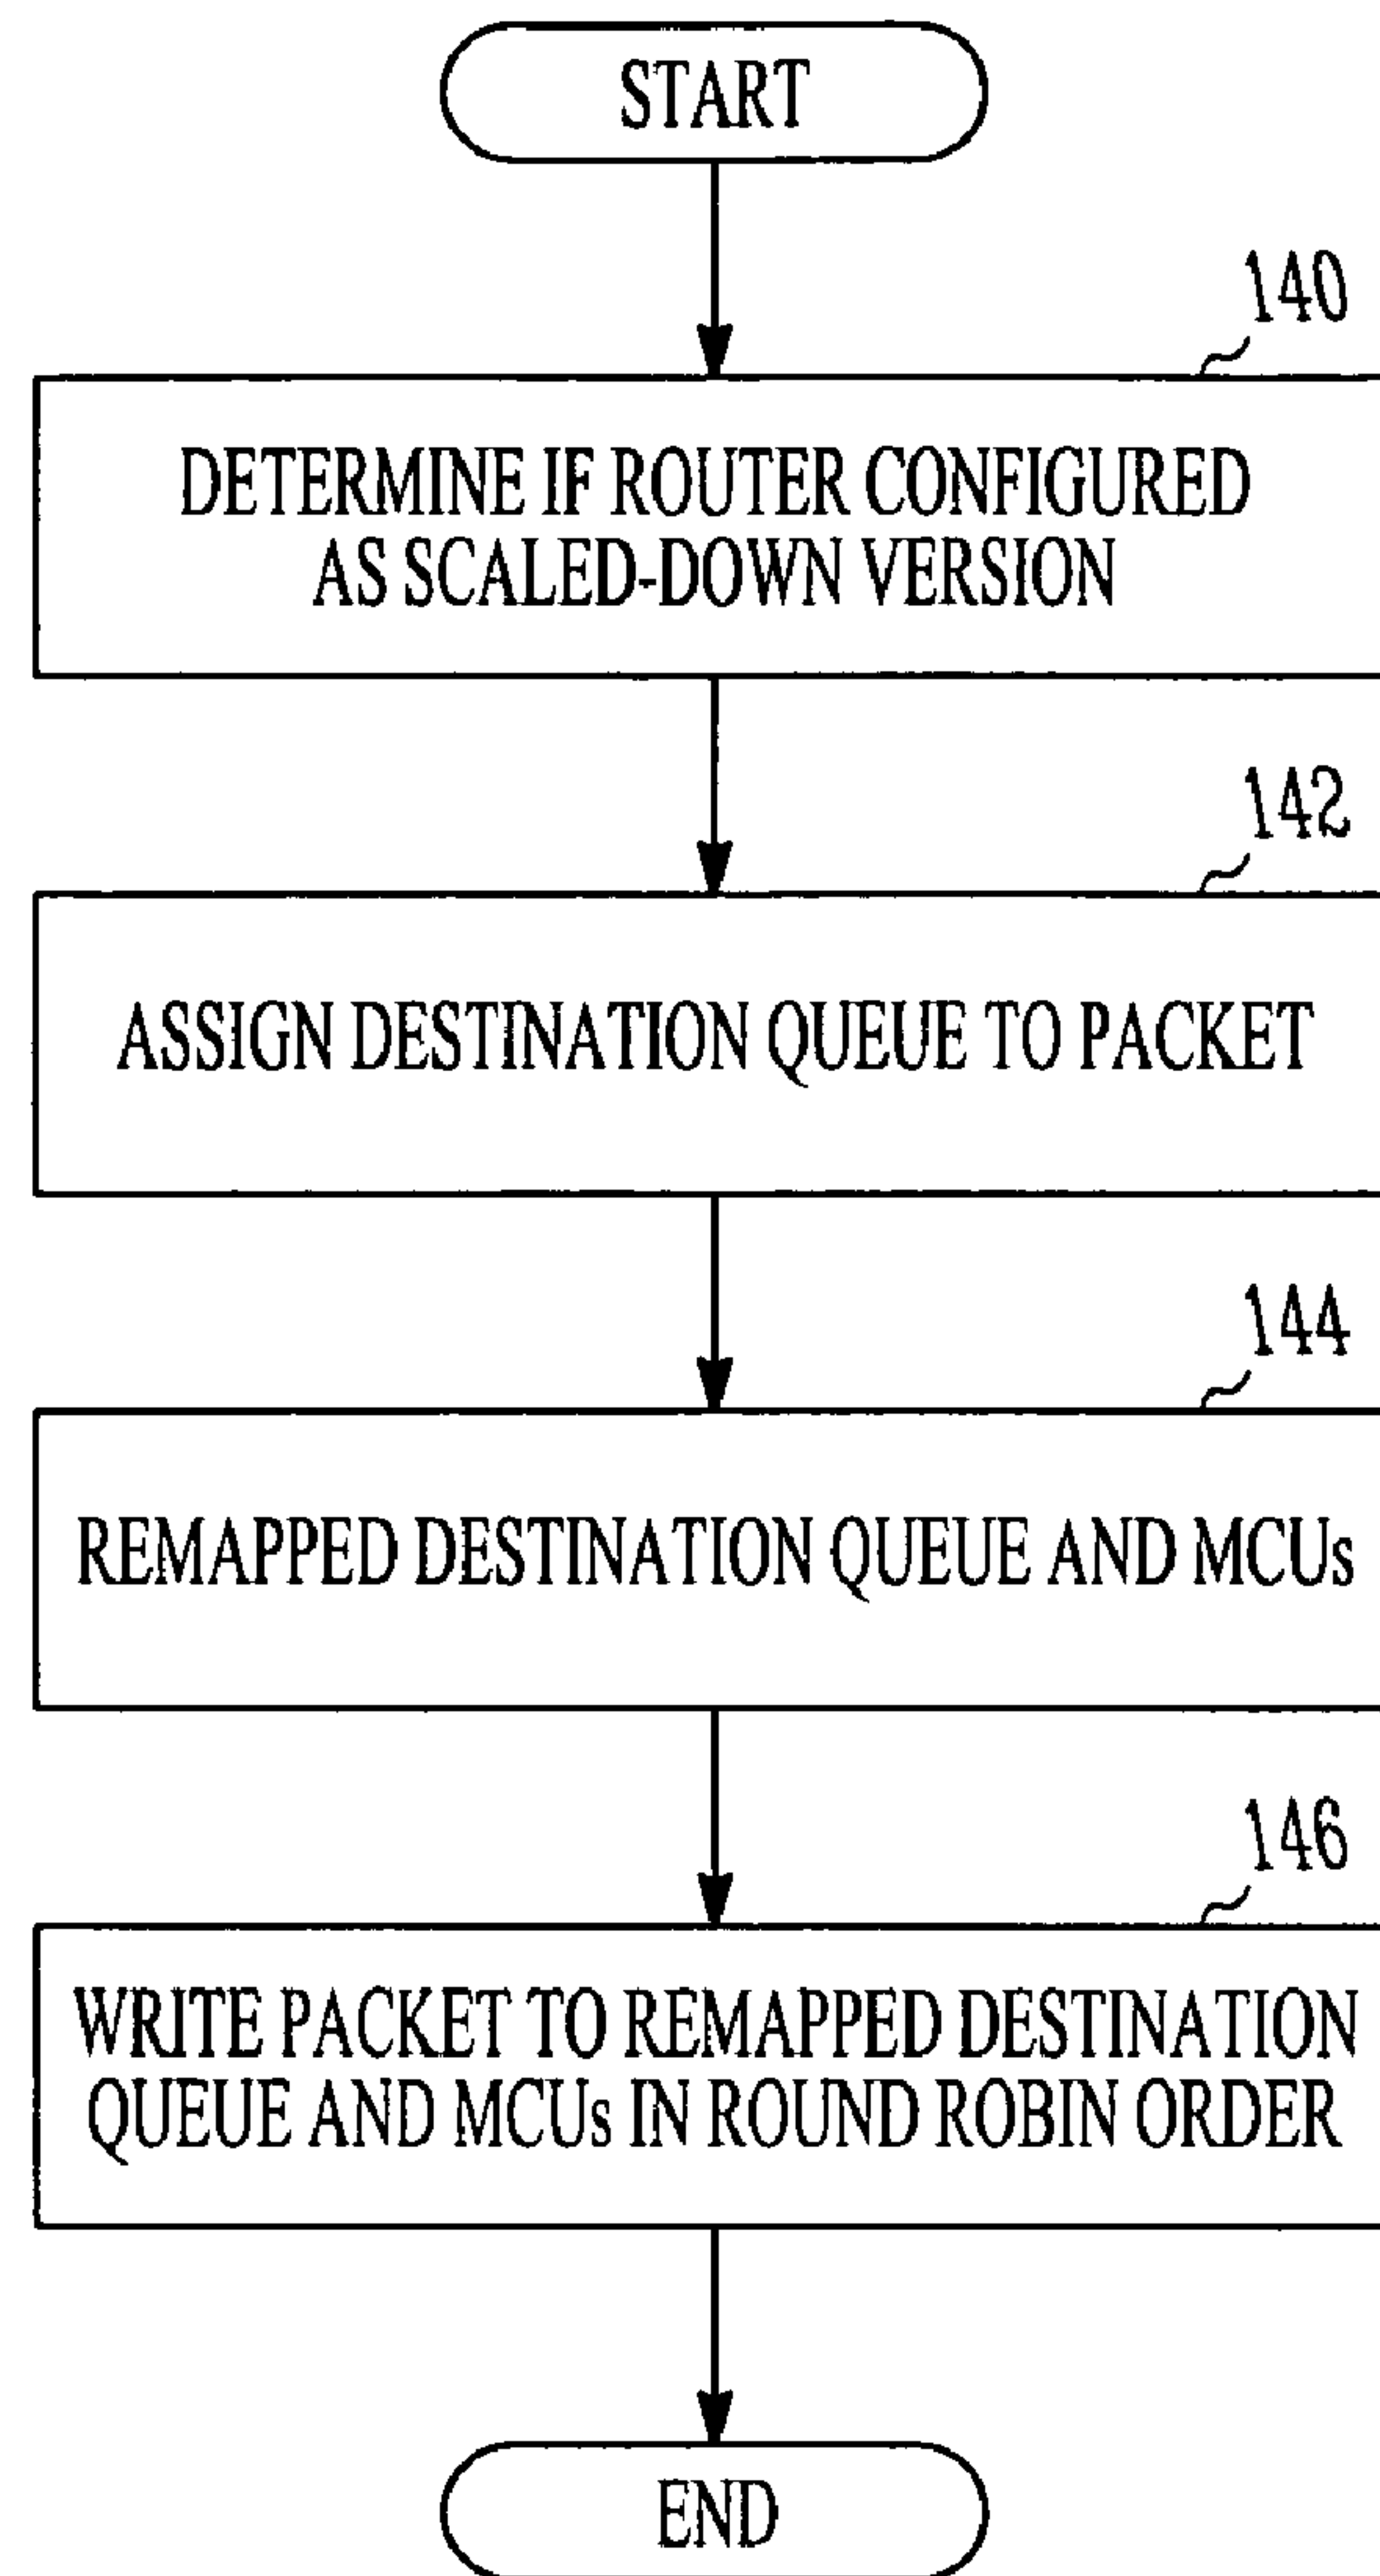 START
140
DETERMINE IF ROUTER CONFIGURED
AS SCALED-DOWN VERSION
142
ASSIGN DESTINATION QUEUE TO PACKET
144
REMAPPED DESTINATION QUEUE AND MCUs
146
WRITE PACKET TO REMAPPED DESTINATION
QUEUE AND MCUs IN ROUND ROBIN ORDER
END